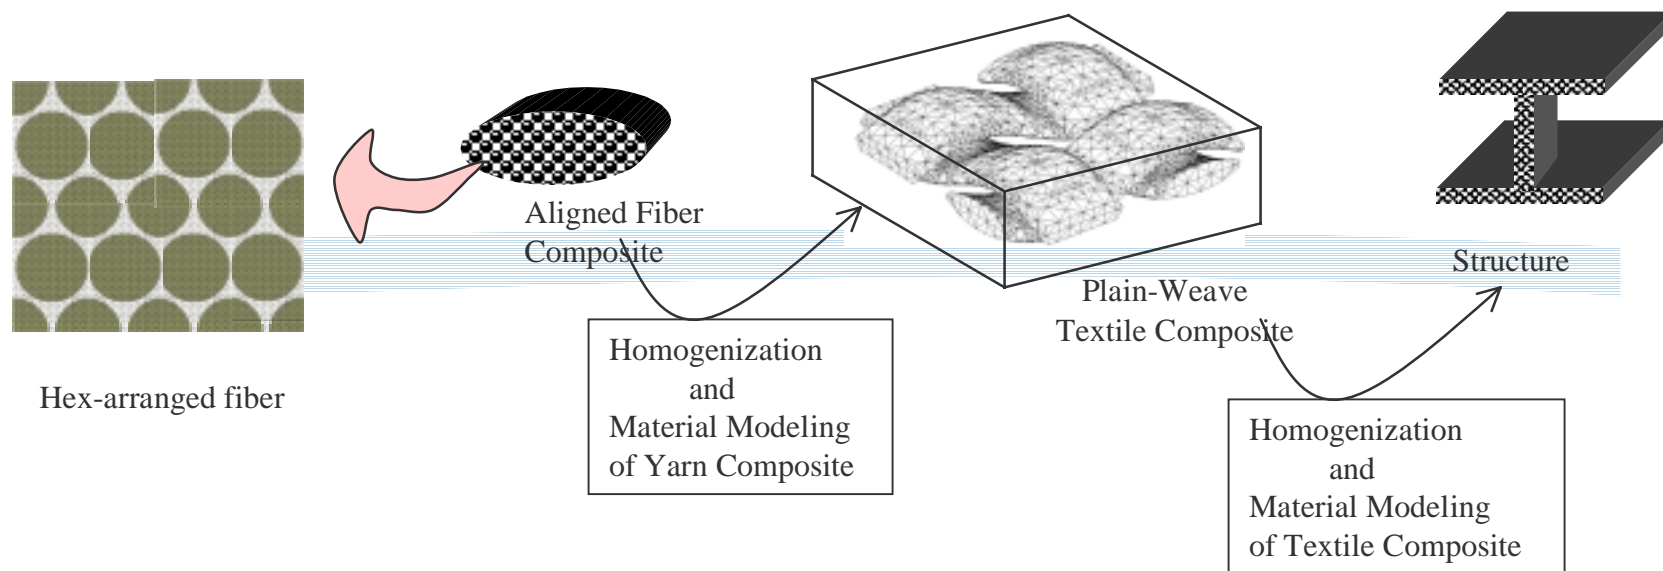 Hex-arranged fiber
Aligned Fiber
Composite
Homogenization
and
Material Modeling
of Yarn Composite
Plain-Weave
Textile Composite
Homogenization
and
Material Modeling
of Textile Composite
Structure